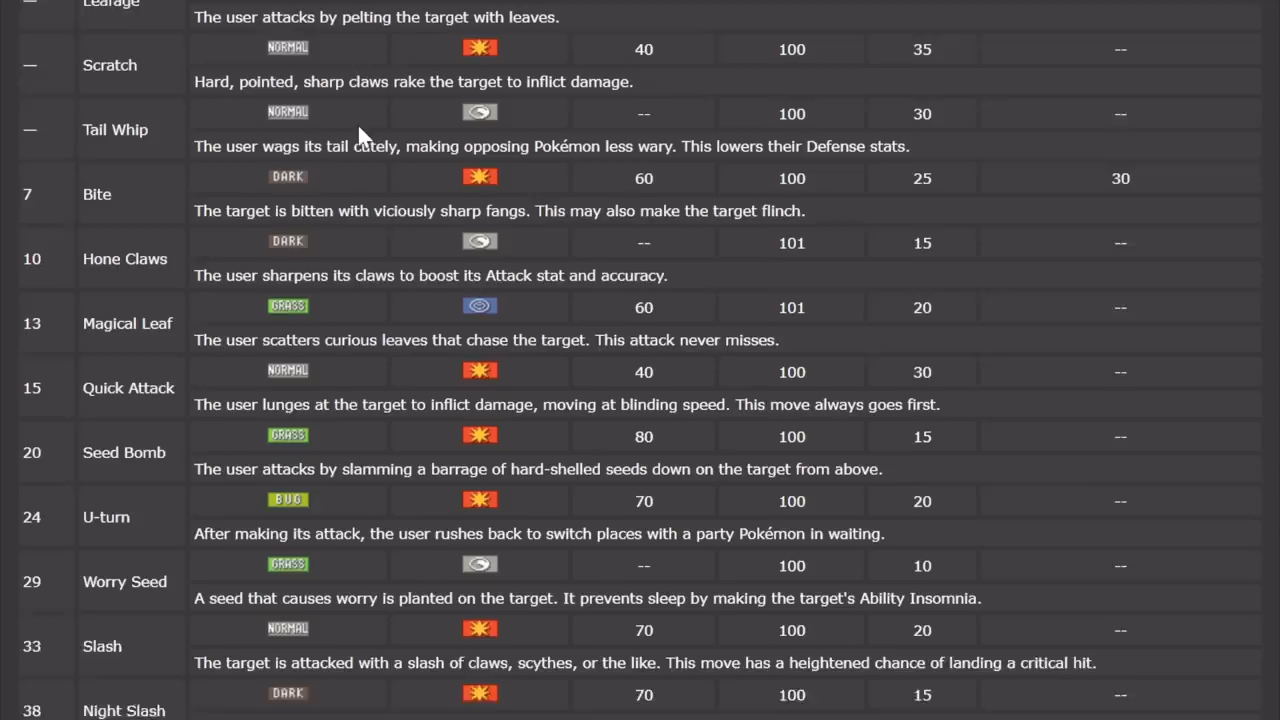 — Leafage
The user attacks by pelting the target with leaves.
— Scratch NORMAL 40 100 35 --
Hard, pointed, sharp claws rake the target to inflict damage.
— Tail Whip NORMAL -- 100 30 --
The user wags its tail cutely, making opposing Pokémon less wary. This lowers their Defense stats.
7 Bite DARK 60 100 25 30
The target is bitten with viciously sharp fangs. This may also make the target flinch.
10 Hone Claws DARK -- 101 15 --
The user sharpens its claws to boost its Attack stat and accuracy.
13 Magical Leaf GRASS 60 101 20 --
The user scatters curious leaves that chase the target. This attack never misses.
15 Quick Attack NORMAL 40 100 30 --
The user lunges at the target to inflict damage, moving at blinding speed. This move always goes first.
20 Seed Bomb GRASS 80 100 15 --
The user attacks by slamming a barrage of hard-shelled seeds down on the target from above.
24 U-turn BUG 70 100 20 --
After making its attack, the user rushes back to switch places with a party Pokémon in waiting.
29 Worry Seed GRASS -- 100 10 --
A seed that causes worry is planted on the target. It prevents sleep by making the target's Ability Insomnia.
33 Slash NORMAL 70 100 20 --
The target is attacked with a slash of claws, scythes, or the like. This move has a heightened chance of landing a critical hit.
38 Night Slash DARK 70 100 15 --